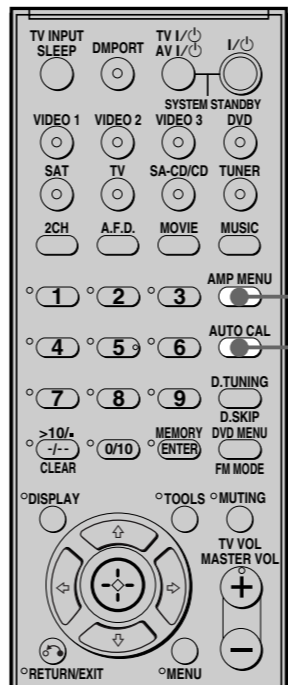 TV INPUT SLEEP
DMPORT
TV I/⏻ AV I/⏻
I/⏻
SYSTEM STANDBY
VIDEO 1 VIDEO 2 VIDEO 3 DVD
SAT TV SA-CD/CD TUNER
2CH A.F.D. MOVIE MUSIC
1 2 3 AMP MENU
4 5 6 AUTO CAL
7 8 9 D.TUNING
D.SKIP
>10/▪ -/-- 0/10 MEMORY ENTER DVD MENU
CLEAR FM MODE
DISPLAY TOOLS MUTING
TV VOL
MASTER VOL
+
−
RETURN/EXIT MENU